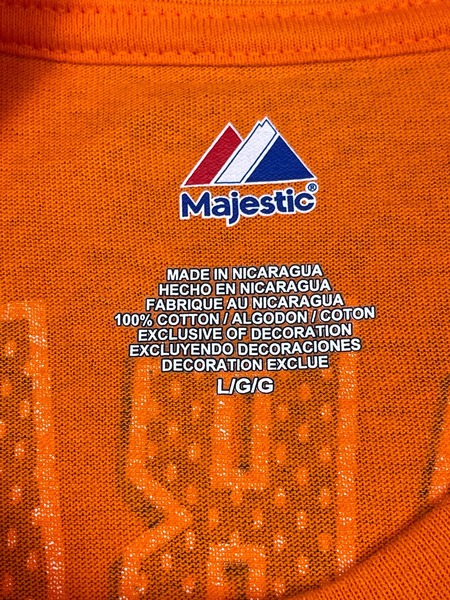 Majestic®
MADE IN NICARAGUA
HECHO EN NICARAGUA
FABRIQUE AU NICARAGUA
100% COTTON / ALGODON / COTON
EXCLUSIVE OF DECORATION
EXCLUYENDO DECORACIONES
DECORATION EXCLUE
L/G/G